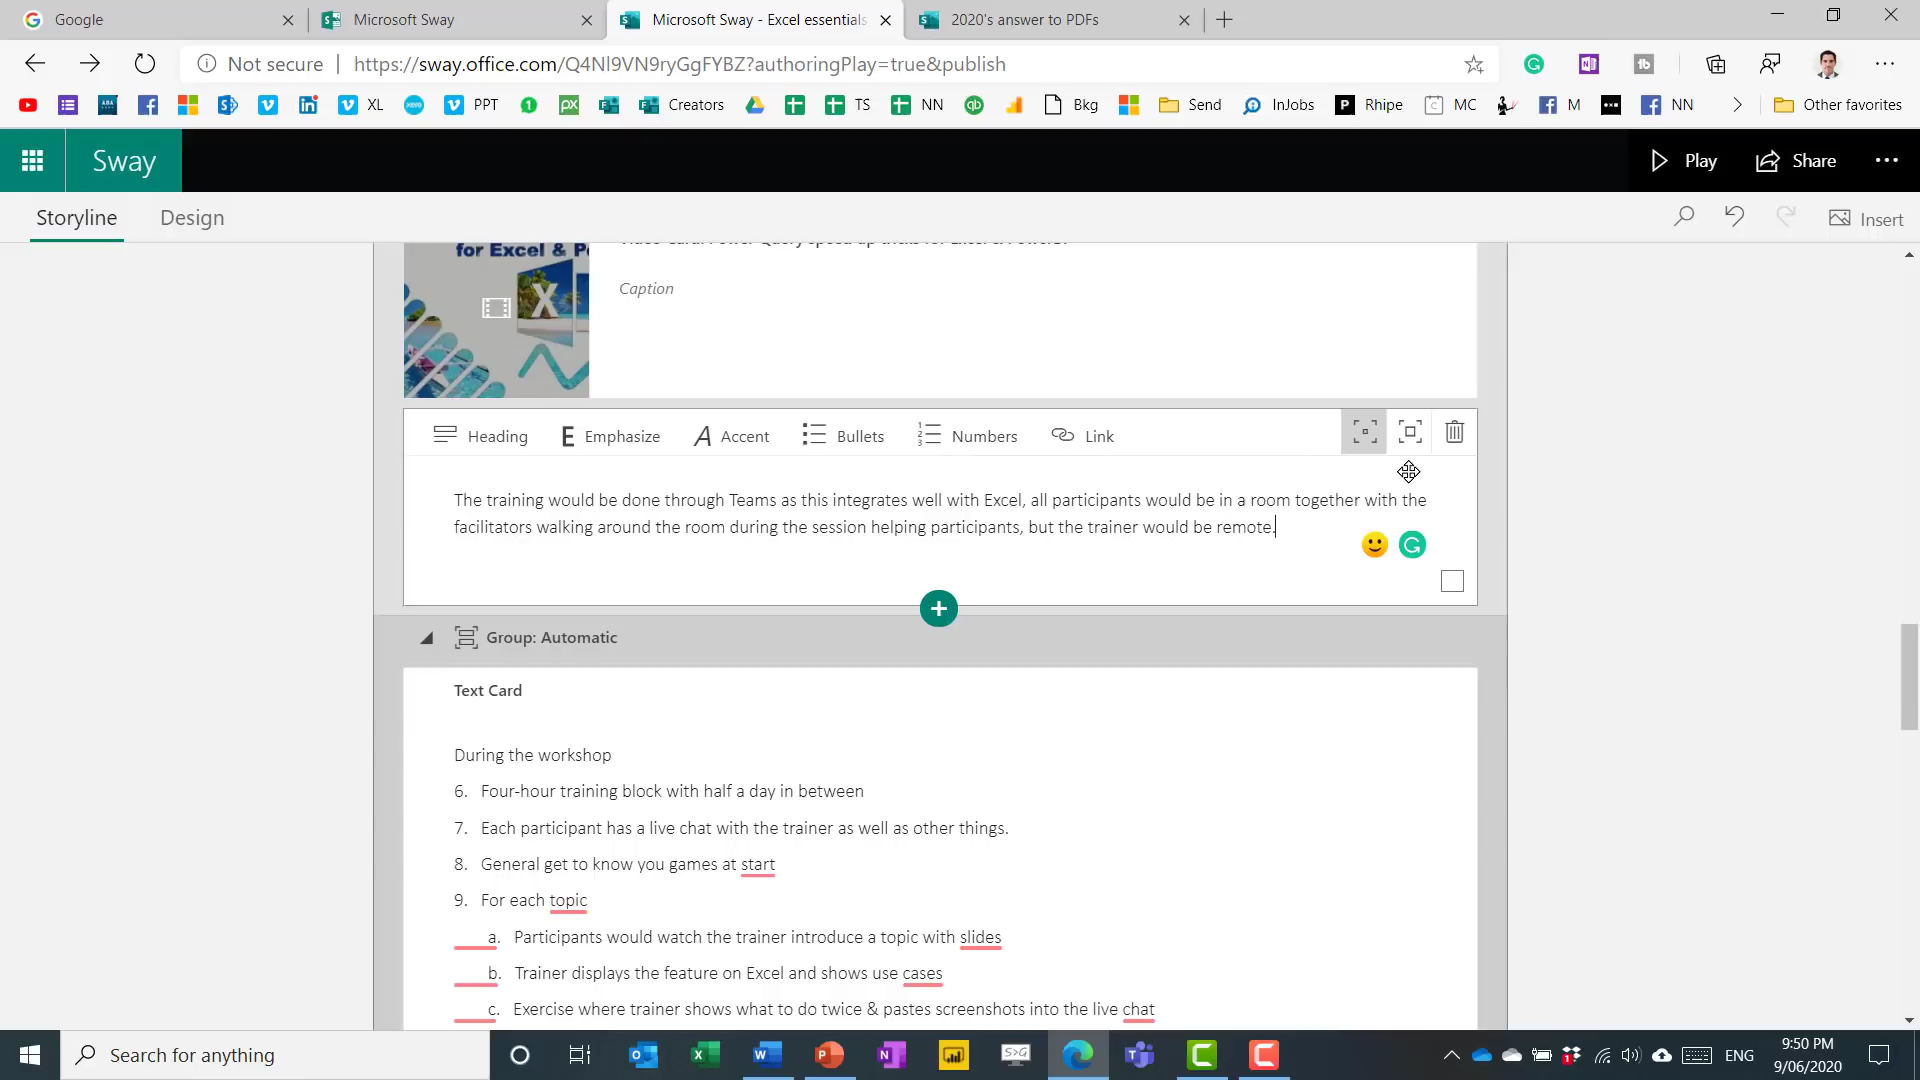 Google
Microsoft Sway
Microsoft Sway - Excel essentials
2020's answer to PDFs
Not secure
https://sway.office.com/Q4Nl9VN9ryGgFYBZ?authoringPlay=true&publish
XL
PPT
Creators
TS
NN
Bkg
Send
InJobs
Rhipe
MC
M
NN
Other favorites
Sway
Play
Share
Storyline
Design
Insert
for Excel &
Caption
Heading
Emphasize
Accent
Bullets
Numbers
Link
The training would be done through Teams as this integrates well with Excel, all participants would be in a room together with the
facilitators walking around the room during the session helping participants, but the trainer would be remote.
Group: Automatic
Text Card
During the workshop
6. Four-hour training block with half a day in between
7. Each participant has a live chat with the trainer as well as other things.
8. General get to know you games at start
9. For each topic
a. Participants would watch the trainer introduce a topic with slides
b. Trainer displays the feature on Excel and shows use cases
c. Exercise where trainer shows what to do twice & pastes screenshots into the live chat
Search for anything
ENG
9:50 PM
9/06/2020